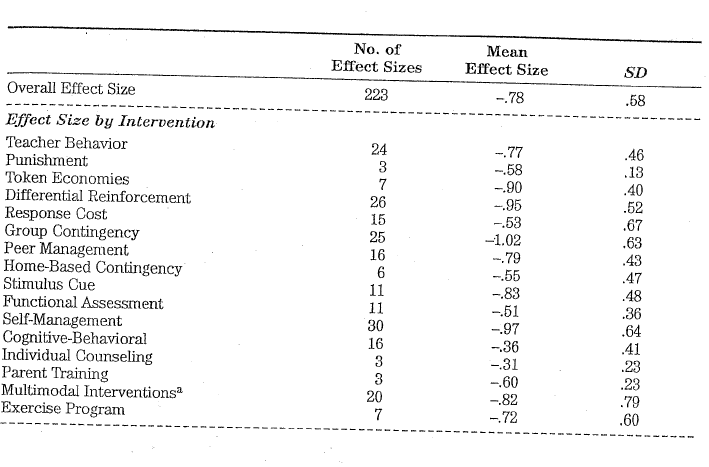 No. of Mean
Effect Sizes Effect Size SD
Overall Effect Size 223 –.78 .58
Effect Size by Intervention
Teacher Behavior 24 –.77 .46
Punishment 3 –.58 .13
Token Economies 7 –.90 .40
Differential Reinforcement 26 –.95 .52
Response Cost 15 –.53 .67
Group Contingency 25 –1.02 .63
Peer Management 16 –.79 .43
Home-Based Contingency 6 –.55 .47
Stimulus Cue 11 –.83 .48
Functional Assessment 11 –.51 .36
Self-Management 30 –.97 .64
Cognitive-Behavioral 16 –.36 .41
Individual Counseling 3 –.31 .23
Parent Training 3 –.60 .23
Multimodal Interventionsᵃ 20 –.82 .79
Exercise Program 7 –.72 .60